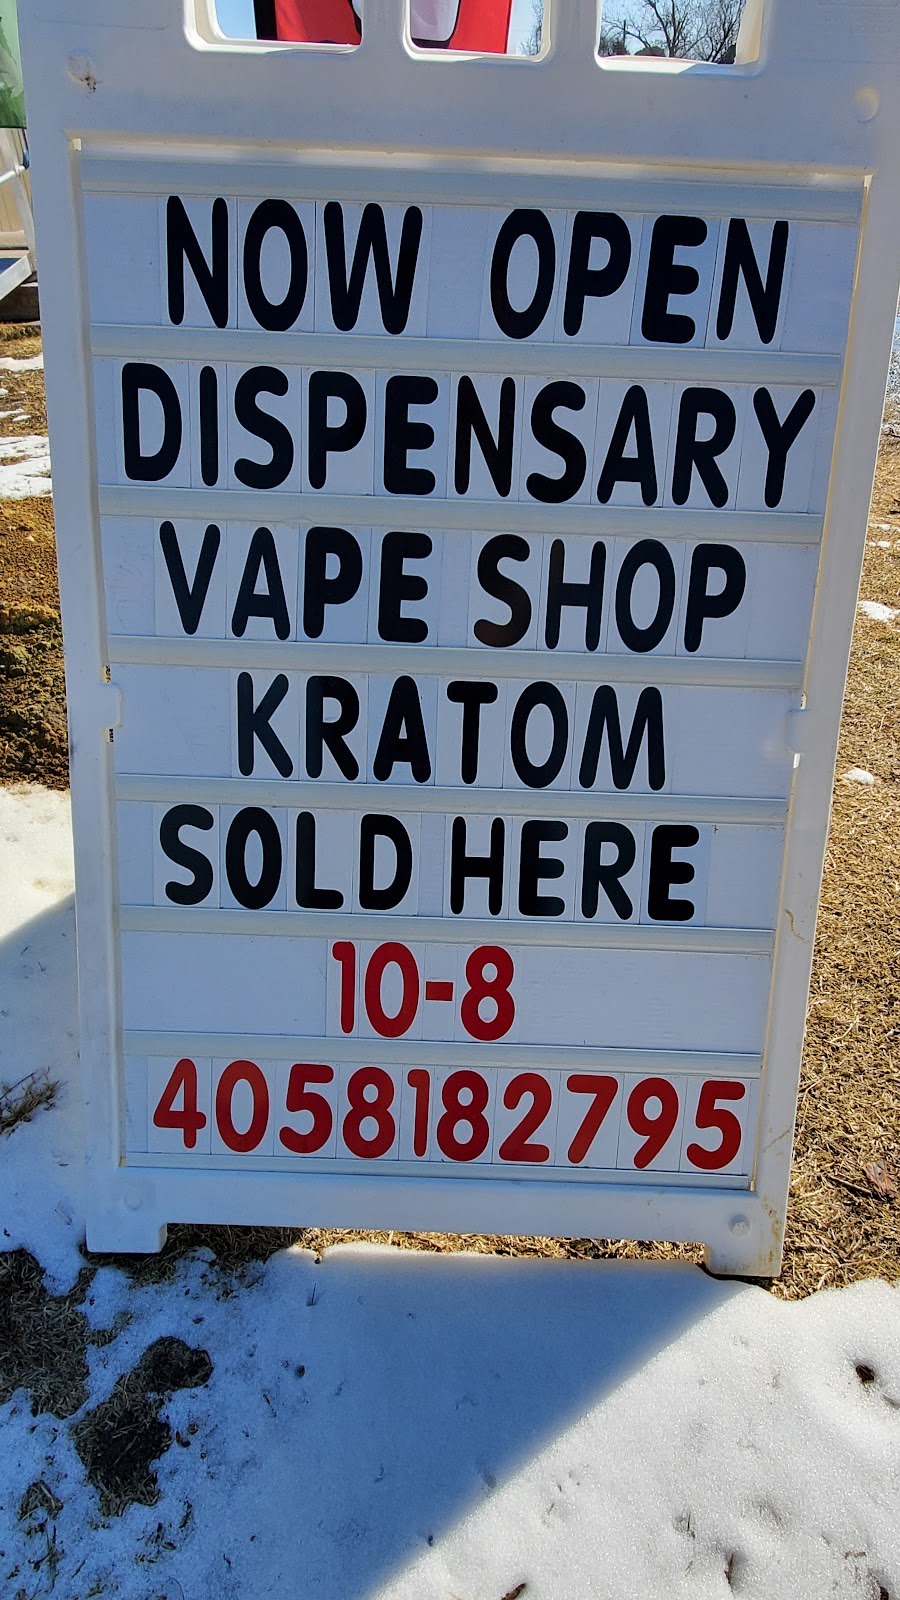 NOW OPEN
DISPENSARY
VAPE SHOP
KRATOM
SOLD HERE
10-8
4058182795